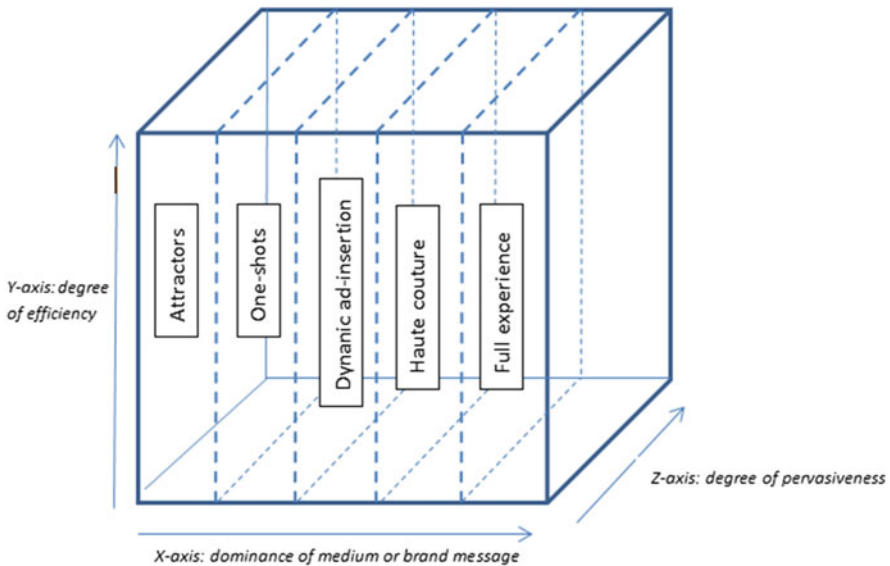 Attractors
One-shots
Dynanic ad-insertion
Haute couture
Full experience
Y-axis: degree
of efficiency
Z-axis: degree of pervasiveness
X-axis: dominance of medium or brand message